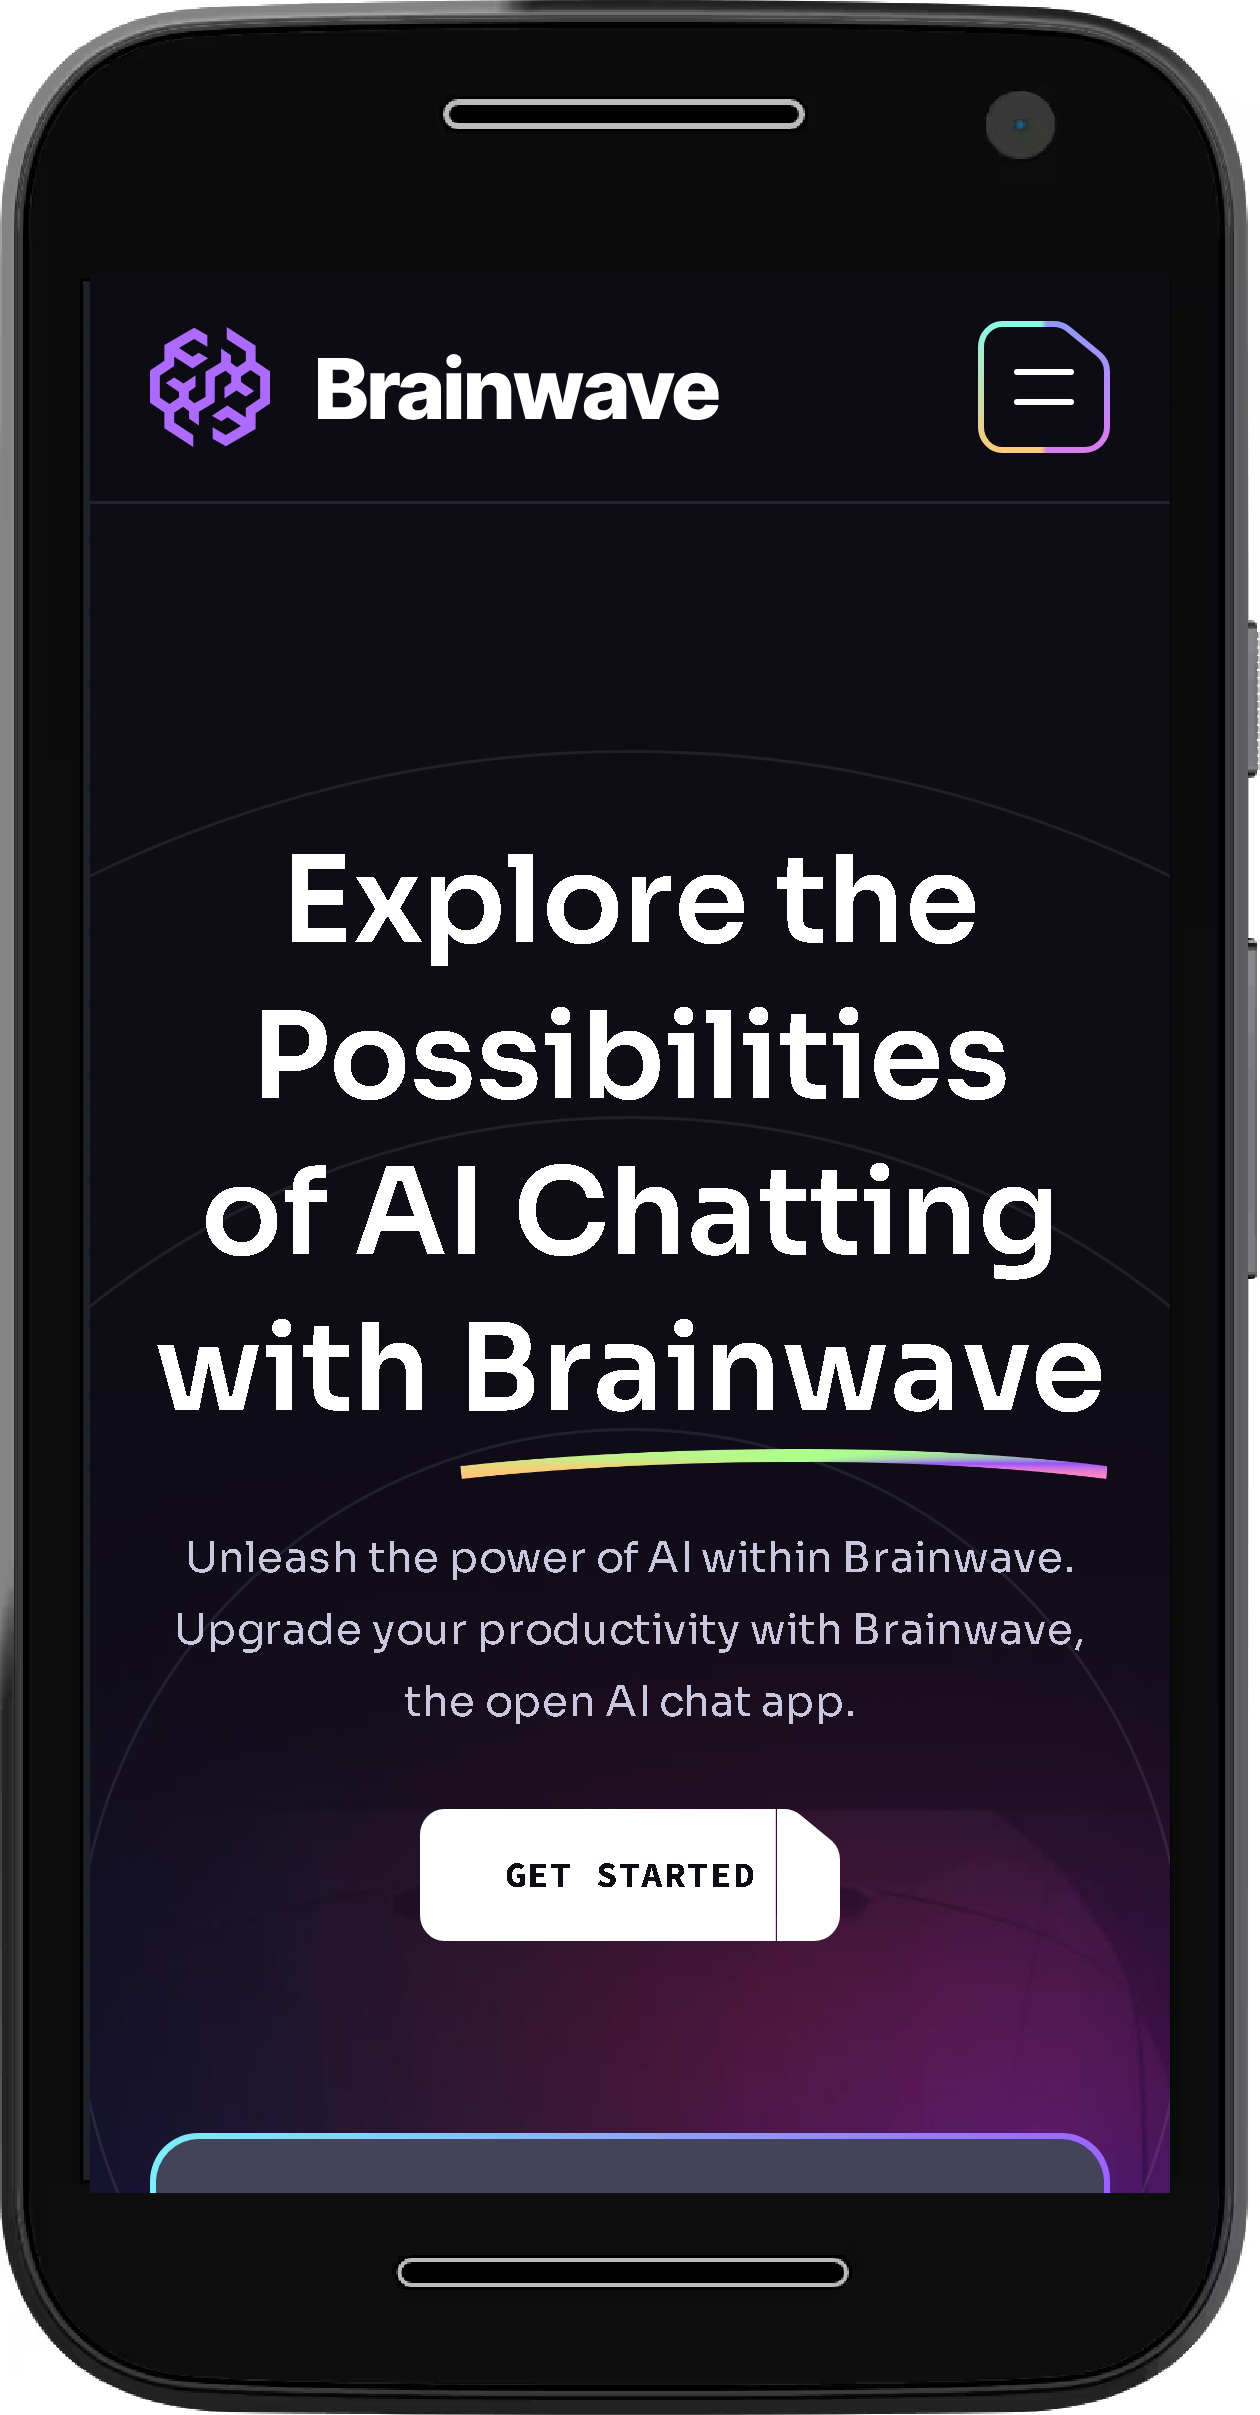 Brainwave
Explore the
Possibilities
of AI Chatting
with Brainwave
Unleash the power of AI within Brainwave.
Upgrade your productivity with Brainwave,
the open AI chat app.
GET STARTED